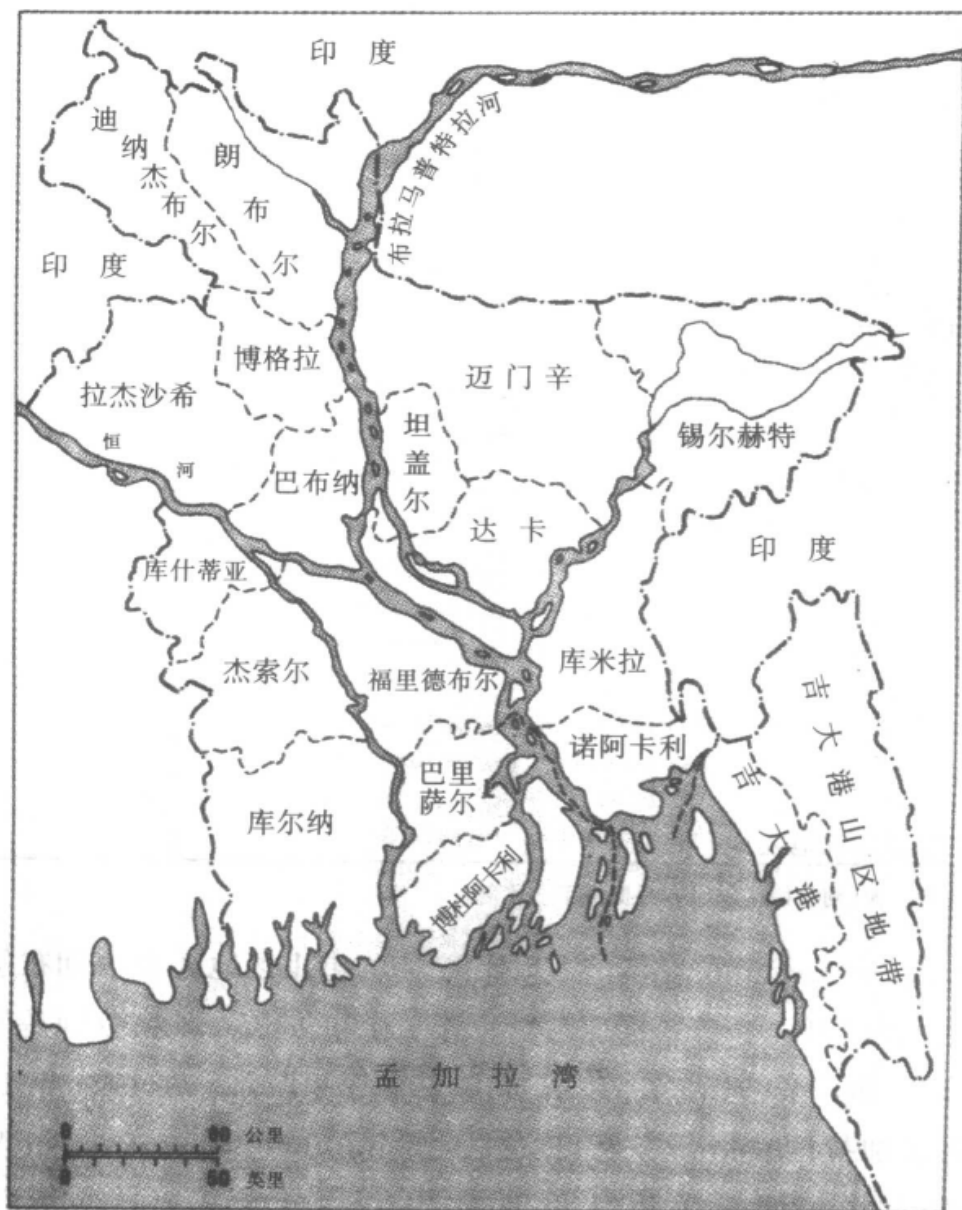 印度
布拉马普特拉河
迪纳杰布尔
朗布尔
印度
博格拉
迈门辛
拉杰沙希
坦盖尔
锡尔赫特
恒河
巴布纳
达卡
印度
库什蒂亚
杰索尔
福里德布尔
库米拉
吉大港山区地带
诺阿卡利
巴里
萨尔
吉大港
库尔纳
博杜阿卡利
孟加拉湾
0 80 公里
0 50 英里